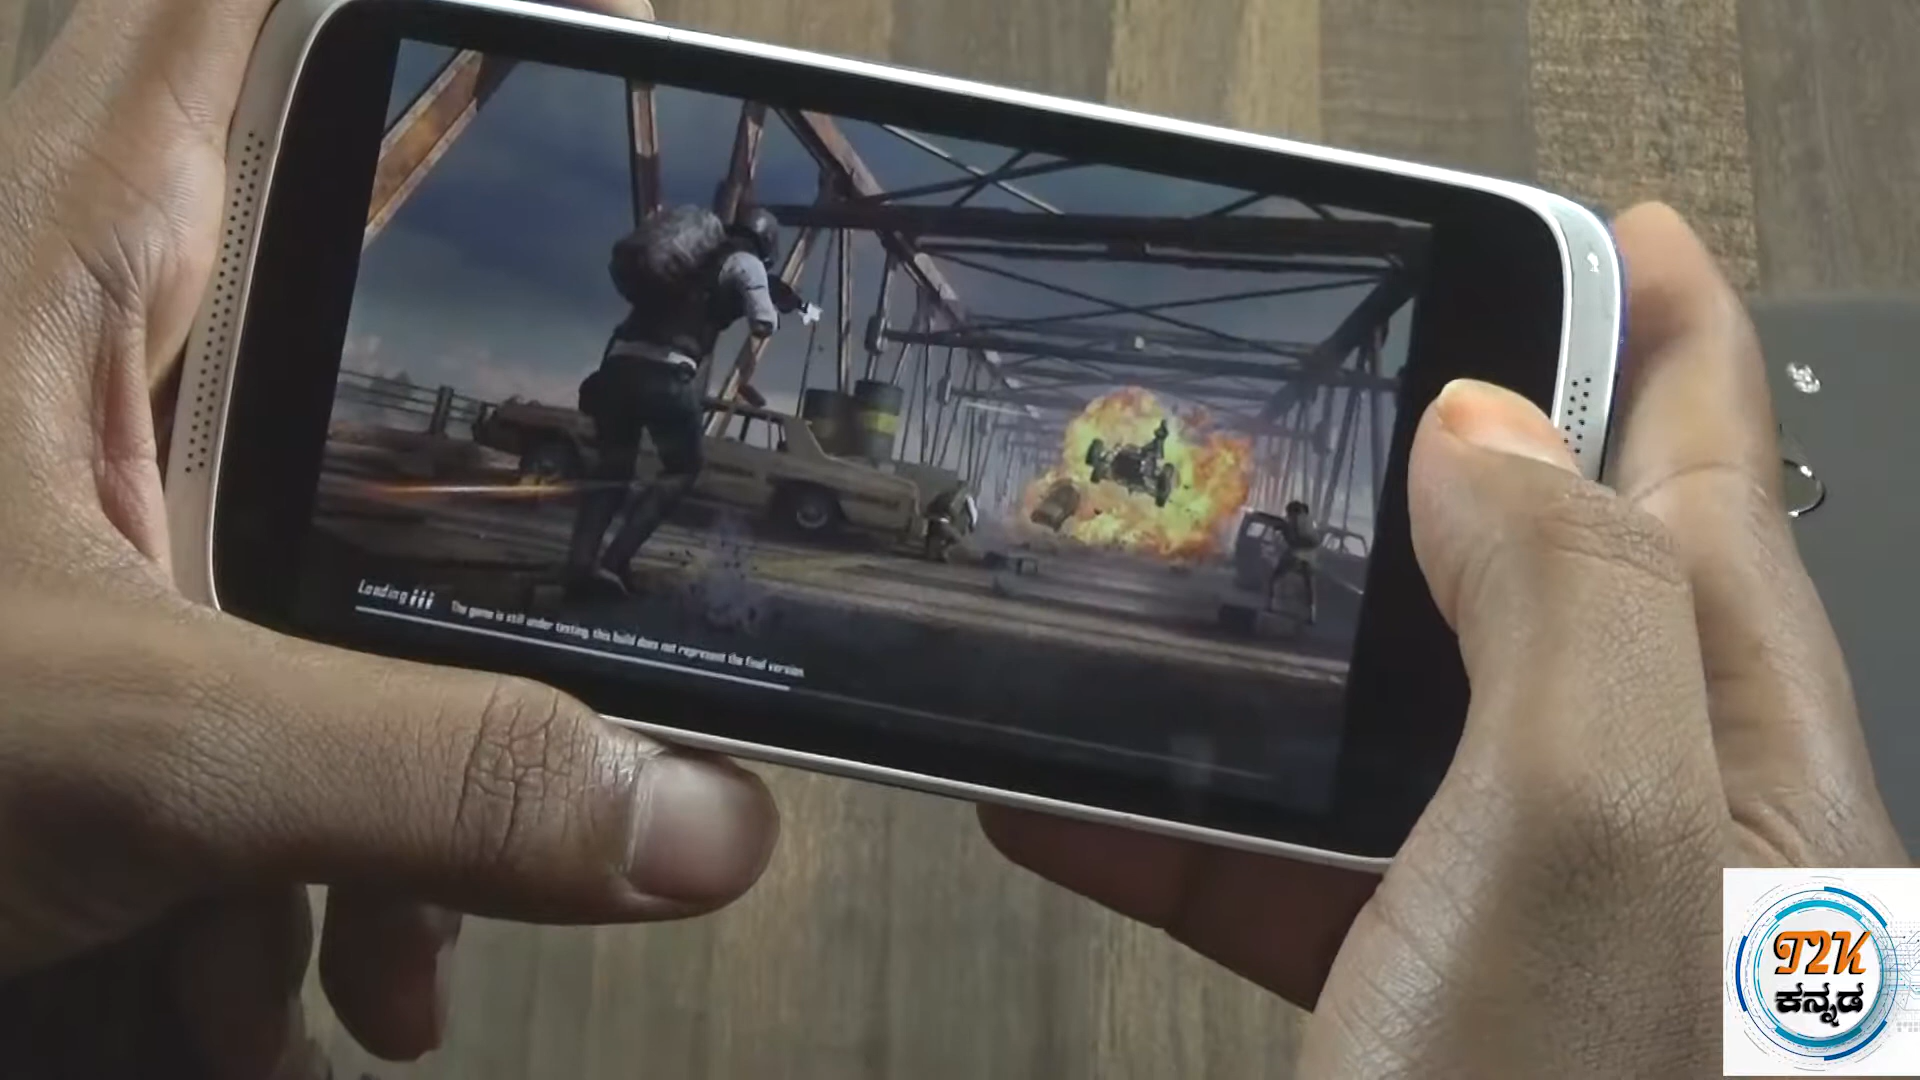 Loading
The game is still under testing, this build does not represent the final version
T2K
ಕನ್ನಡ